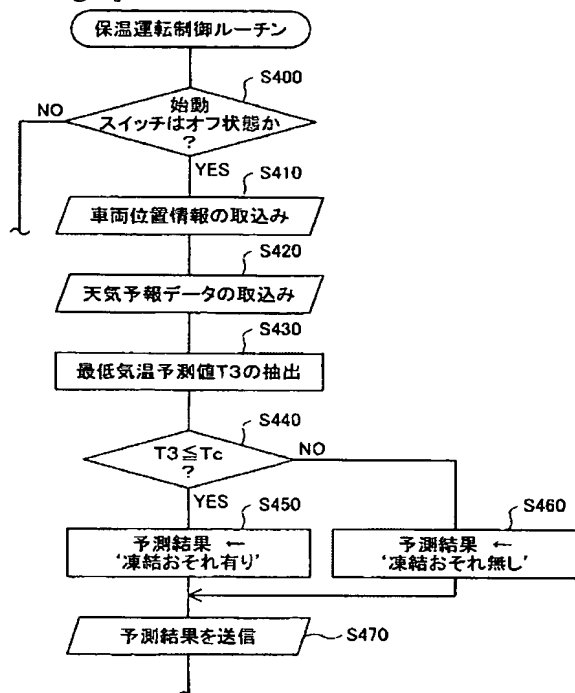 保温運転制御ルーチン
S400
始動
スイッチはオフ状態か
?
NO
YES
S410
車両位置情報の取込み
S420
天気予報データの取込み
S430
最低気温予測値T3の抽出
S440
T3≦Tc
?
NO
YES
S450
予測結果 ←
‘凍結おそれ有り’
S460
予測結果 ←
‘凍結おそれ無し’
予測結果を送信
S470